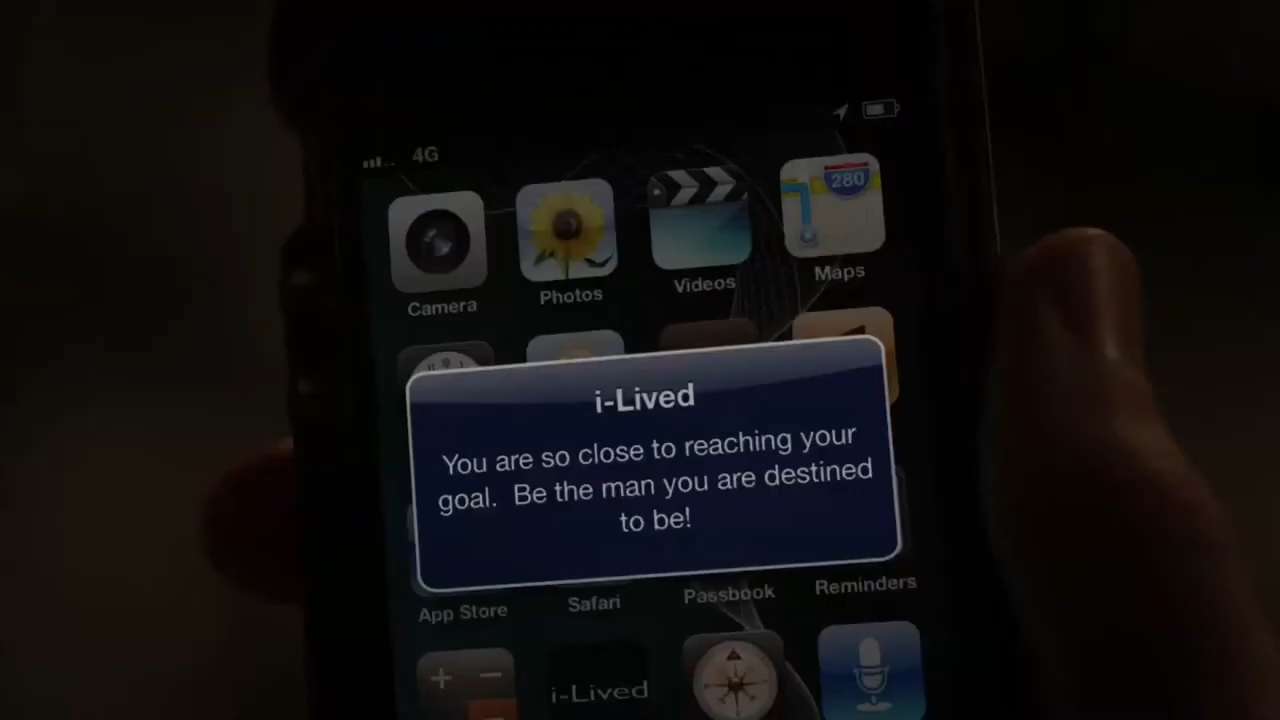 4G
280
Camera
Photos
Videos
Maps
i-Lived
You are so close to reaching your
goal. Be the man you are destined
to be!
App Store
Safari
Passbook
Reminders
i-Lived